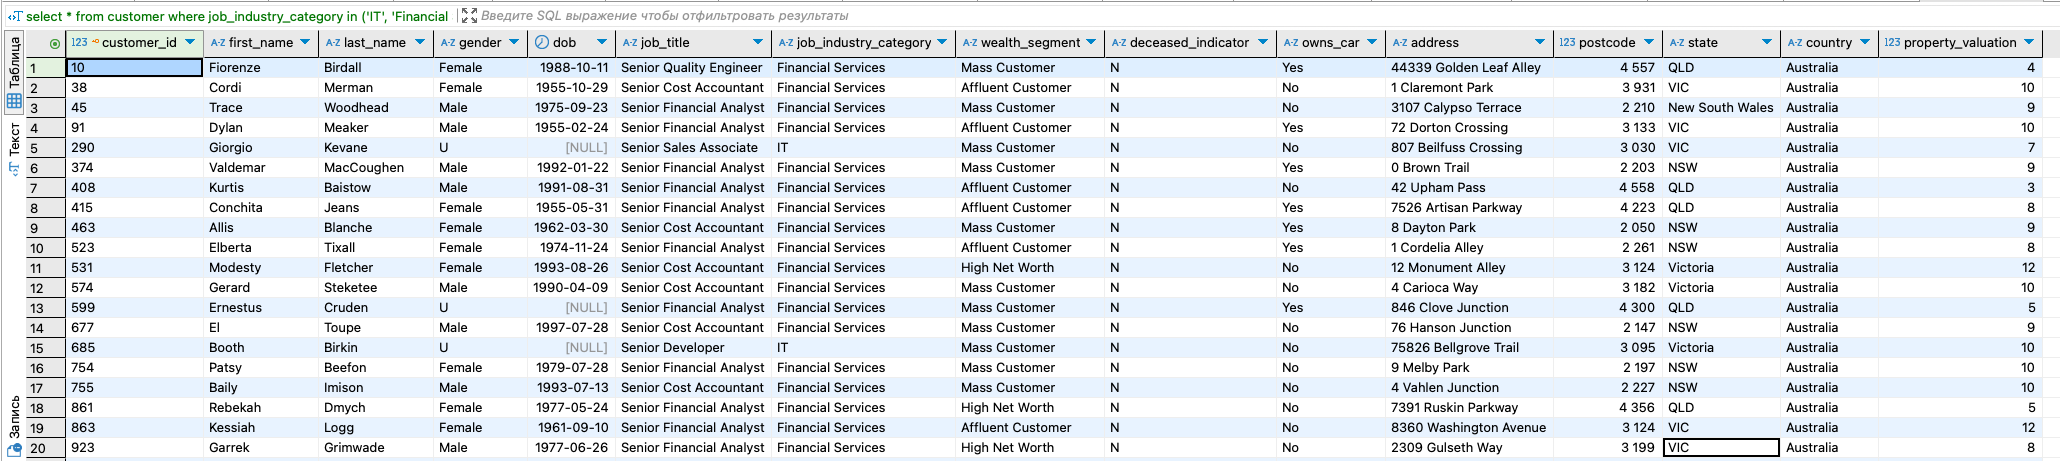 select * from customer where job_industry_category in ('IT', 'Financial Введите SQL выражение чтобы отфильтровать результаты
Таблица
Текст
Запись
123 customer_id A-Z first_name A-Z last_name A-Z gender dob A-Z job_title A-Z job_industry_category A-Z wealth_segment A-Z deceased_indicator A-Z owns_car A-Z address 123 postcode A-Z state A-Z country 123 property_valuation
1 10 Fiorenze Birdall Female 1988-10-11 Senior Quality Engineer Financial Services Mass Customer N Yes 44339 Golden Leaf Alley 4 557 QLD Australia 4
2 38 Cordi Merman Female 1955-10-29 Senior Cost Accountant Financial Services Affluent Customer N No 1 Claremont Park 3 931 VIC Australia 10
3 45 Trace Woodhead Male 1975-09-23 Senior Financial Analyst Financial Services Mass Customer N No 3107 Calypso Terrace 2 210 New South Wales Australia 9
4 91 Dylan Meaker Male 1955-02-24 Senior Financial Analyst Financial Services Affluent Customer N Yes 72 Dorton Crossing 3 133 VIC Australia 10
5 290 Giorgio Kevane U [NULL] Senior Sales Associate IT Mass Customer N No 807 Beilfuss Crossing 3 030 VIC Australia 7
6 374 Valdemar MacCoughen Male 1992-01-22 Senior Financial Analyst Financial Services Mass Customer N Yes 0 Brown Trail 2 203 NSW Australia 9
7 408 Kurtis Baistow Male 1991-08-31 Senior Financial Analyst Financial Services Affluent Customer N No 42 Upham Pass 4 558 QLD Australia 3
8 415 Conchita Jeans Female 1955-05-31 Senior Financial Analyst Financial Services Affluent Customer N Yes 7526 Artisan Parkway 4 223 QLD Australia 8
9 463 Allis Blanche Female 1962-03-30 Senior Cost Accountant Financial Services Mass Customer N Yes 8 Dayton Park 2 050 NSW Australia 9
10 523 Elberta Tixall Female 1974-11-24 Senior Financial Analyst Financial Services Affluent Customer N Yes 1 Cordelia Alley 2 261 NSW Australia 8
11 531 Modesty Fletcher Female 1993-08-26 Senior Cost Accountant Financial Services High Net Worth N No 12 Monument Alley 3 124 Victoria Australia 12
12 574 Gerard Steketee Male 1990-04-09 Senior Cost Accountant Financial Services Mass Customer N No 4 Carioca Way 3 182 Victoria Australia 10
13 599 Ernestus Cruden U [NULL] Senior Financial Analyst Financial Services Mass Customer N Yes 846 Clove Junction 4 300 QLD Australia 5
14 677 El Toupe Male 1997-07-28 Senior Cost Accountant Financial Services Mass Customer N No 76 Hanson Junction 2 147 NSW Australia 9
15 685 Booth Birkin U [NULL] Senior Developer IT Mass Customer N No 75826 Bellgrove Trail 3 095 Victoria Australia 10
16 754 Patsy Beefon Female 1979-07-28 Senior Financial Analyst Financial Services Mass Customer N No 9 Melby Park 2 197 NSW Australia 10
17 755 Baily Imison Male 1993-07-13 Senior Cost Accountant Financial Services Mass Customer N No 4 Vahlen Junction 2 227 NSW Australia 10
18 861 Rebekah Dmych Female 1977-05-24 Senior Financial Analyst Financial Services High Net Worth N No 7391 Ruskin Parkway 4 356 QLD Australia 5
19 863 Kessiah Logg Female 1961-09-10 Senior Financial Analyst Financial Services Affluent Customer N No 8360 Washington Avenue 3 124 VIC Australia 12
20 923 Garrek Grimwade Male 1977-06-26 Senior Financial Analyst Financial Services High Net Worth N No 2309 Gulseth Way 3 199 VIC Australia 8